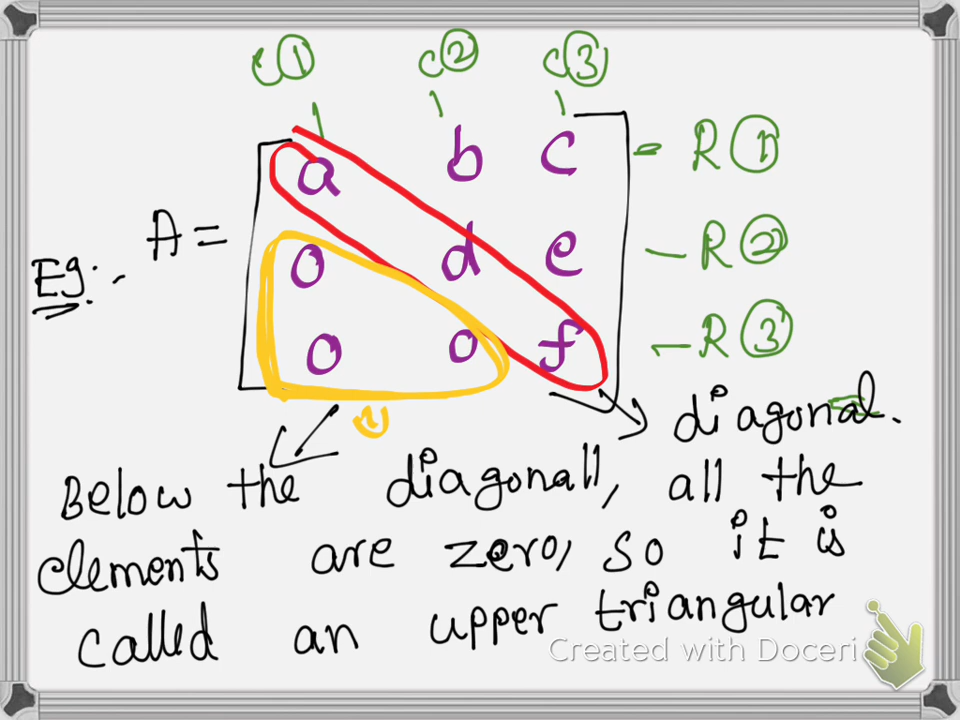 c① c② c③
a b c - R①
A = 0 d e - R②
Eg:-
0 0 f - R③
diagonal.
Below the diagonall, all the
elements are zero, so it is
called an upper triangular
Created with Doceri